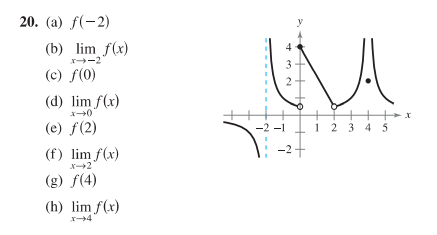 20. (a) f(−2)
(b) lim f(x)
x→−2
(c) f(0)
(d) lim f(x)
x→0
(e) f(2)
(f) lim f(x)
x→2
(g) f(4)
(h) lim f(x)
x→4
y
4
3
2
x
−2 −1 1 2 3 4 5
−2